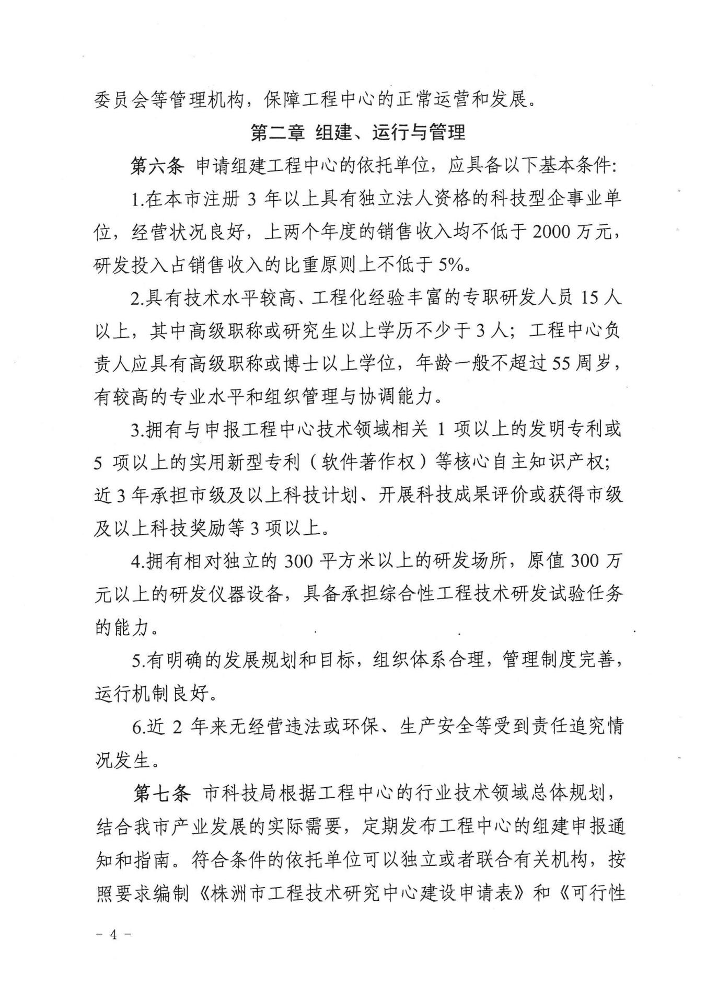 委员会等管理机构，保障工程中心的正常运营和发展。
第二章 组建、运行与管理
第六条 申请组建工程中心的依托单位，应具备以下基本条件：
1.在本市注册 3 年以上具有独立法人资格的科技型企事业单
位，经营状况良好，上两个年度的销售收入均不低于 2000 万元，
研发投入占销售收入的比重原则上不低于 5%。
2.具有技术水平较高、工程化经验丰富的专职研发人员 15 人
以上，其中高级职称或研究生以上学历不少于 3 人；工程中心负
责人应具有高级职称或博士以上学位，年龄一般不超过 55 周岁，
有较高的专业水平和组织管理与协调能力。
3.拥有与申报工程中心技术领域相关 1 项以上的发明专利或
5 项以上的实用新型专利（软件著作权）等核心自主知识产权；
近 3 年承担市级及以上科技计划、开展科技成果评价或获得市级
及以上科技奖励等 3 项以上。
4.拥有相对独立的 300 平方米以上的研发场所，原值 300 万
元以上的研发仪器设备，具备承担综合性工程技术研发试验任务
的能力。
5.有明确的发展规划和目标，组织体系合理，管理制度完善，
运行机制良好。
6.近 2 年来无经营违法或环保、生产安全等受到责任追究情
况发生。
第七条 市科技局根据工程中心的行业技术领域总体规划，
结合我市产业发展的实际需要，定期发布工程中心的组建申报通
知和指南。符合条件的依托单位可以独立或者联合有关机构，按
照要求编制《株洲市工程技术研究中心建设申请表》和《可行性
- 4 -